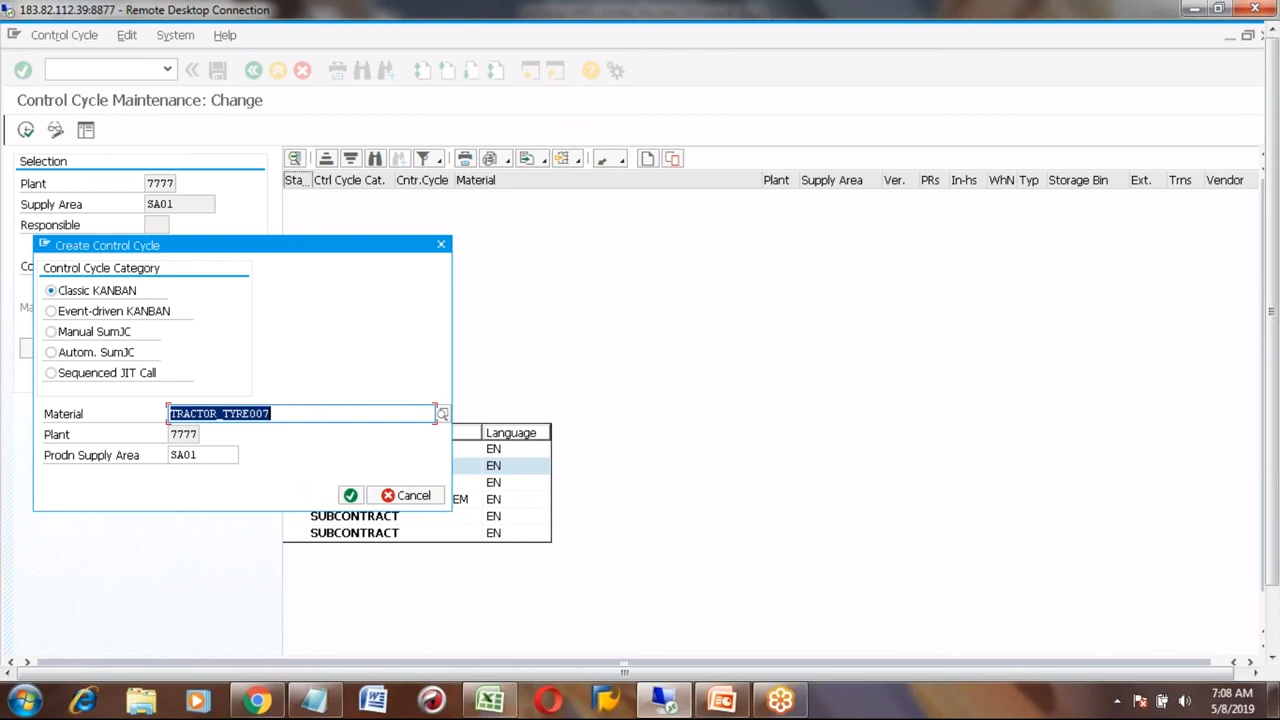 183.82.112.39:8877 - Remote Desktop Connection
Control Cycle Edit System Help
Control Cycle Maintenance: Change
Selection
Plant 7777
Supply Area SA01
Responsible
Sta... Ctrl Cycle Cat. Cntr.Cycle Material Plant Supply Area Ver. PRs In-hs WhN Typ Storage Bin Ext. Trns Vendor
Create Control Cycle
Control Cycle Category
Classic KANBAN
Event-driven KANBAN
Manual SumJC
Autom. SumJC
Sequenced JIT Call
Material TRACTOR_TYRE007
Plant 7777
Prodn Supply Area SA01
Cancel
Language
EN
EN
EN
EM EN
SUBCONTRACT EN
SUBCONTRACT EN
7:08 AM
5/8/2019